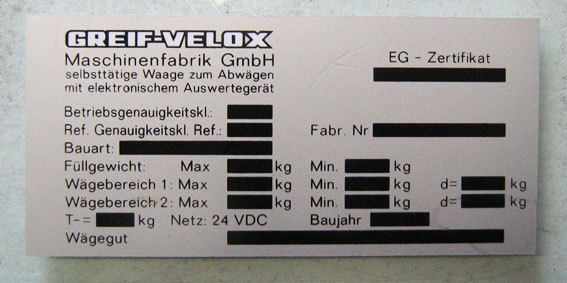 GREIF-VELOX
Maschinenfabrik GmbH
selbsttätige Waage zum Abwägen
mit elektronischem Auswertegerät
EG - Zertifikat
Betriebsgenauigkeitskl.:
Ref. Genauigkeitskl. Ref.:
Fabr. Nr
Bauart:
Füllgewicht: Max kg Min. kg
Wägebereich 1: Max kg Min. kg d= kg
Wägebereich 2: Max kg Min. kg d= kg
T-= kg Netz: 24 VDC Baujahr
Wägegut